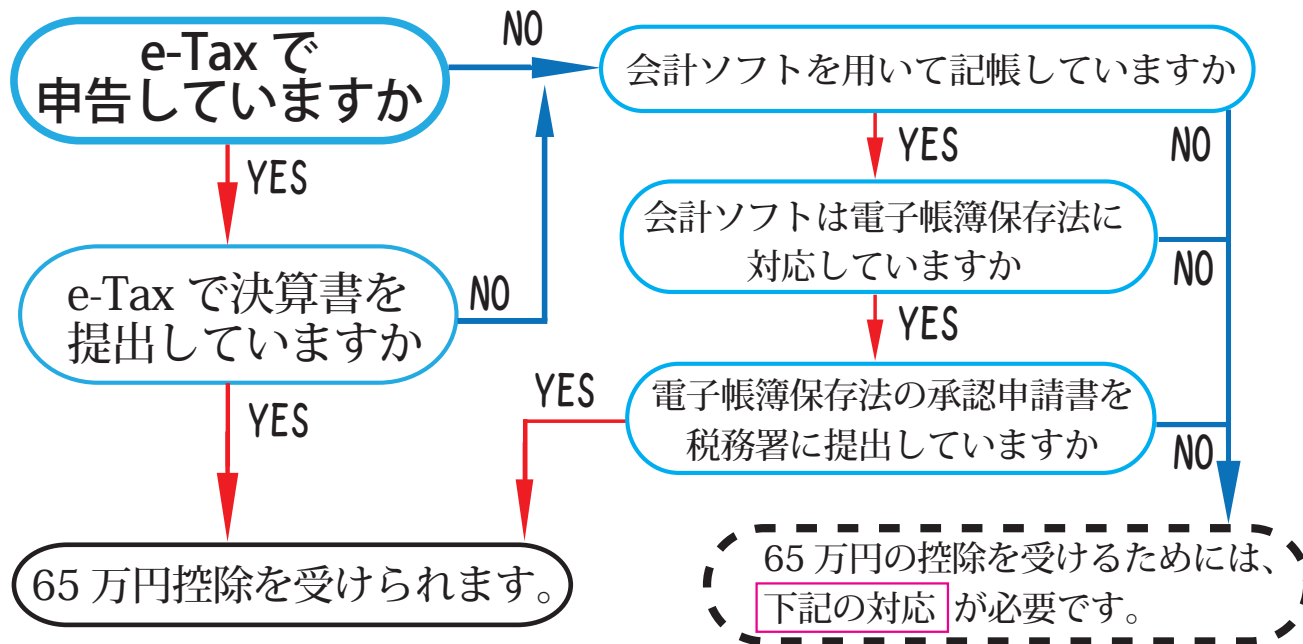 e-Tax で
申告していますか
NO
会計ソフトを用いて記帳していますか
YES
YES
NO
会計ソフトは電子帳簿保存法に
対応していますか
NO
e-Tax で決算書を
提出していますか
NO
YES
YES
YES
電子帳簿保存法の承認申請書を
税務署に提出していますか
NO
65 万円控除を受けられます。
65 万円の控除を受けるためには、
下記の対応 が必要です。